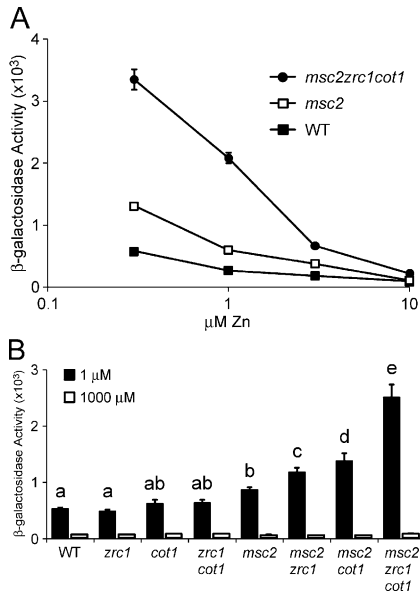 A
β-galactosidase Activity (x10³)
4
3
2
1
0
0.1
1
10
μM Zn
msc2zrc1cot1
msc2
WT
B
β-galactosidase Activity (x10³)
3
2
1
0
1 μM
1000 μM
a
a
ab
ab
b
c
d
e
WT
zrc1
cot1
zrc1
cot1
msc2
msc2
zrc1
msc2
cot1
msc2
zrc1
cot1